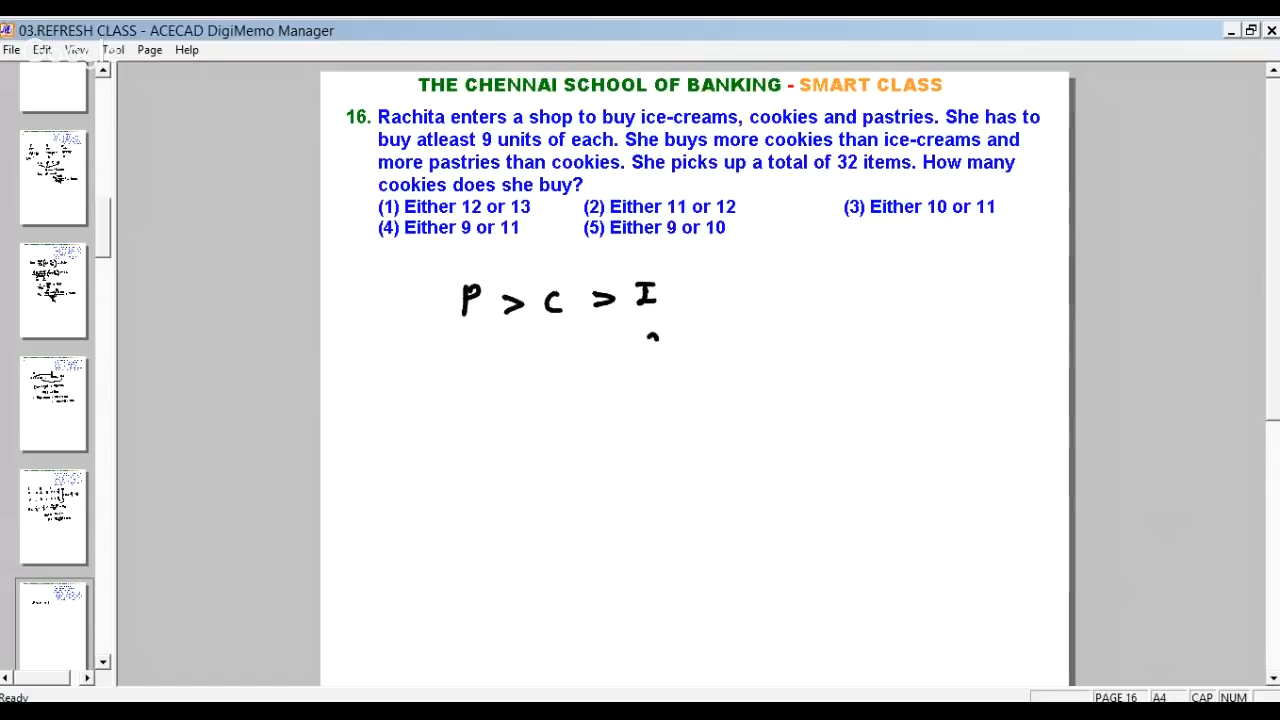 03.REFRESH CLASS - ACECAD DigiMemo Manager
File Edit View Tool Page Help
THE CHENNAI SCHOOL OF BANKING - SMART CLASS
16. Rachita enters a shop to buy ice-creams, cookies and pastries. She has to
buy atleast 9 units of each. She buys more cookies than ice-creams and
more pastries than cookies. She picks up a total of 32 items. How many
cookies does she buy?
(1) Either 12 or 13 (2) Either 11 or 12 (3) Either 10 or 11
(4) Either 9 or 11 (5) Either 9 or 10
P > C > I
Ready PAGE 16 A4 CAP NUM